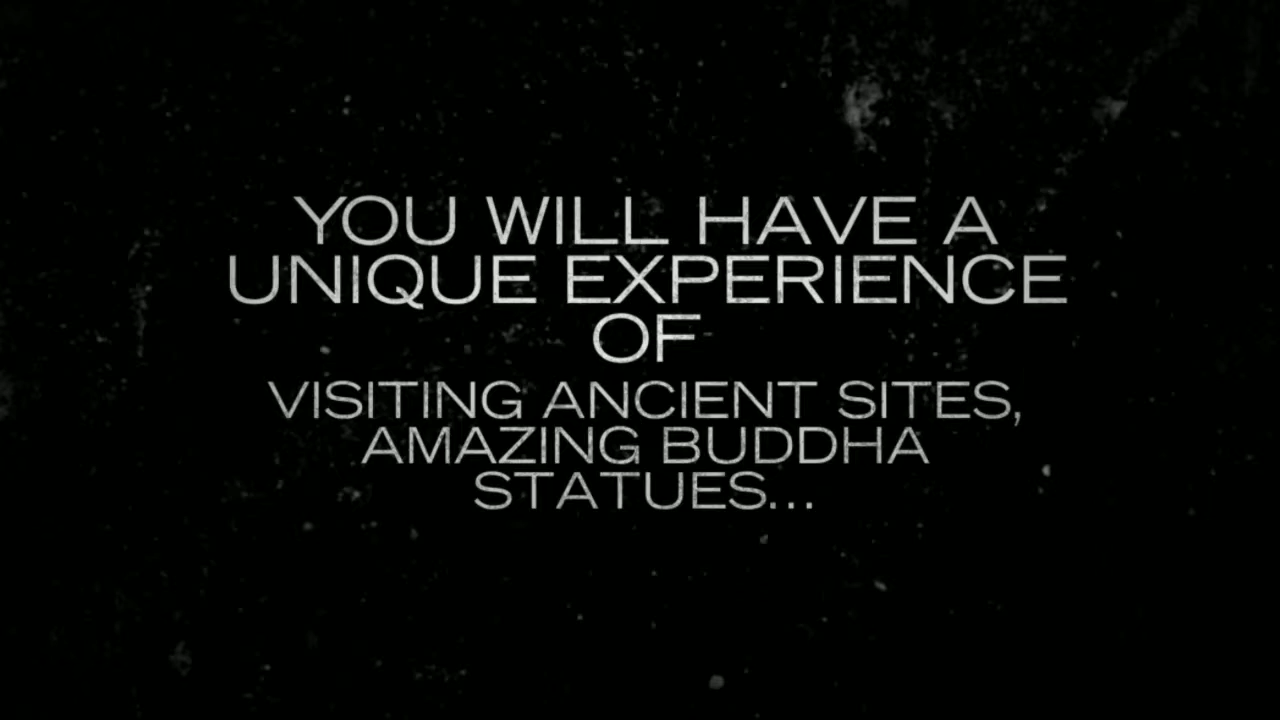 YOU WILL HAVE A
UNIQUE EXPERIENCE
OF
VISITING ANCIENT SITES,
AMAZING BUDDHA
STATUES...